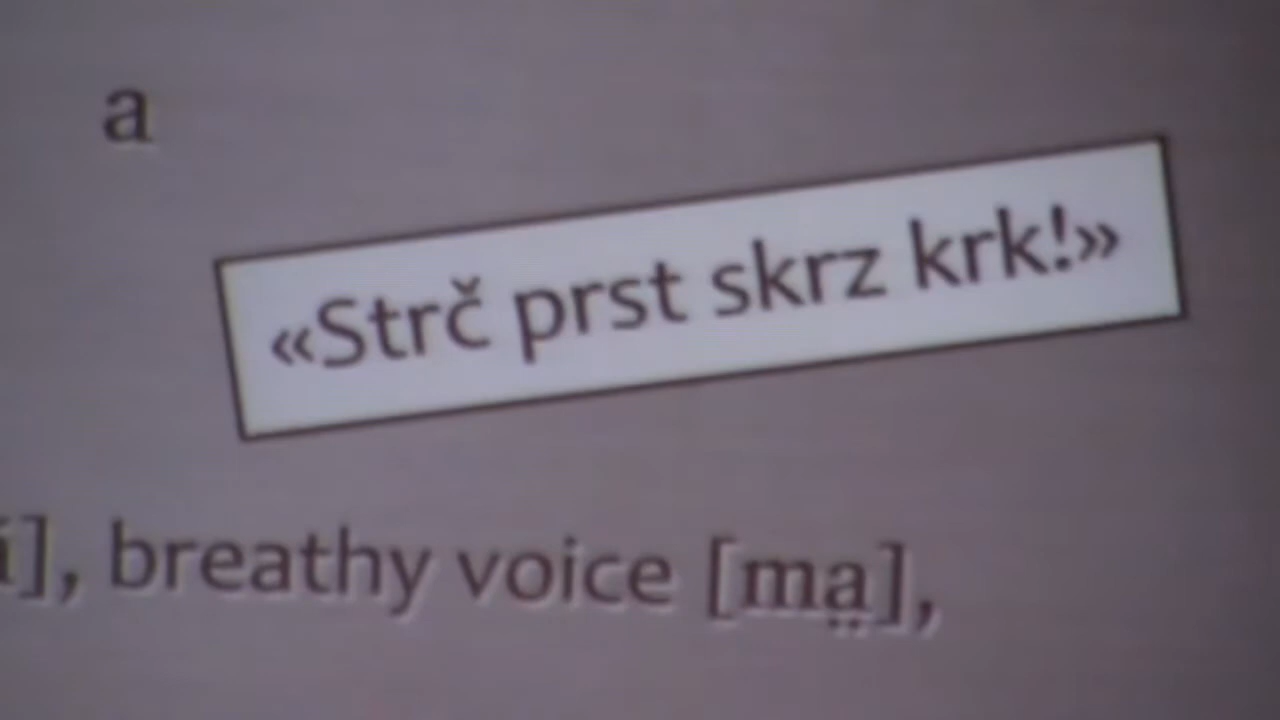 a
«Strč prst skrz krk!»
], breathy voice [ma̤],